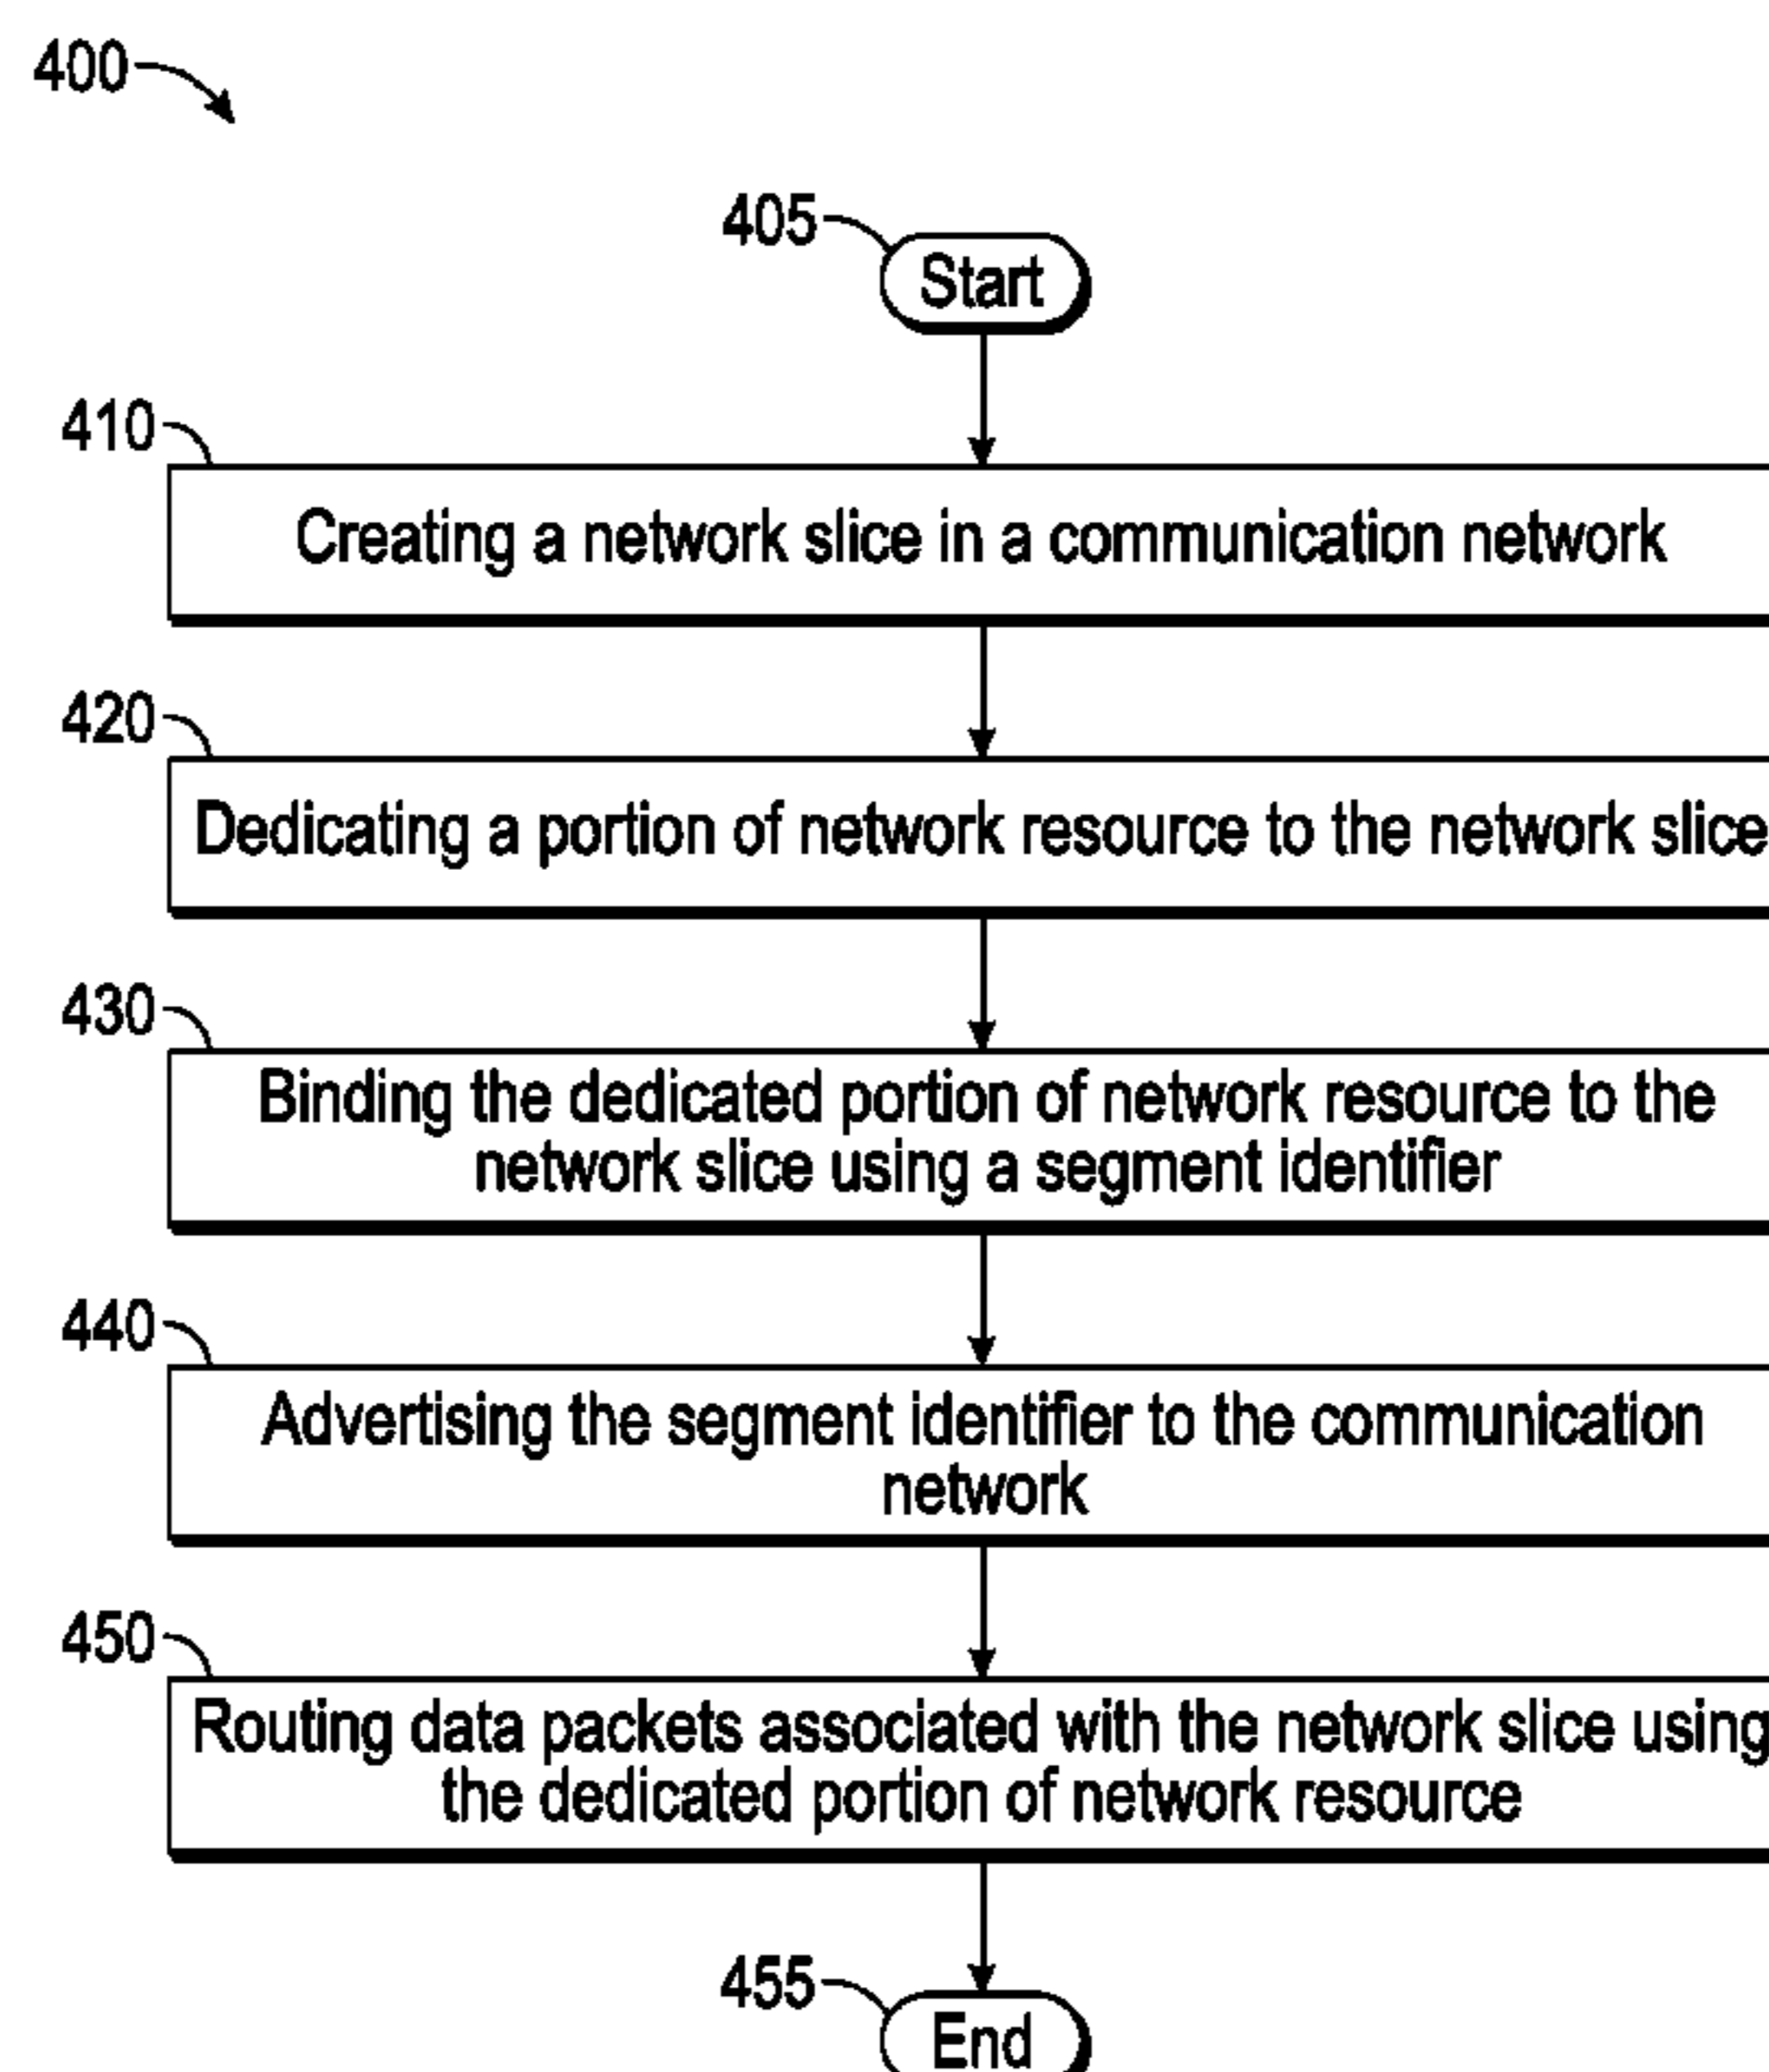 400
405
Start
410
Creating a network slice in a communication network
420
Dedicating a portion of network resource to the network slice
430
Binding the dedicated portion of network resource to the
network slice using a segment identifier
440
Advertising the segment identifier to the communication
network
450
Routing data packets associated with the network slice using
the dedicated portion of network resource
455
End